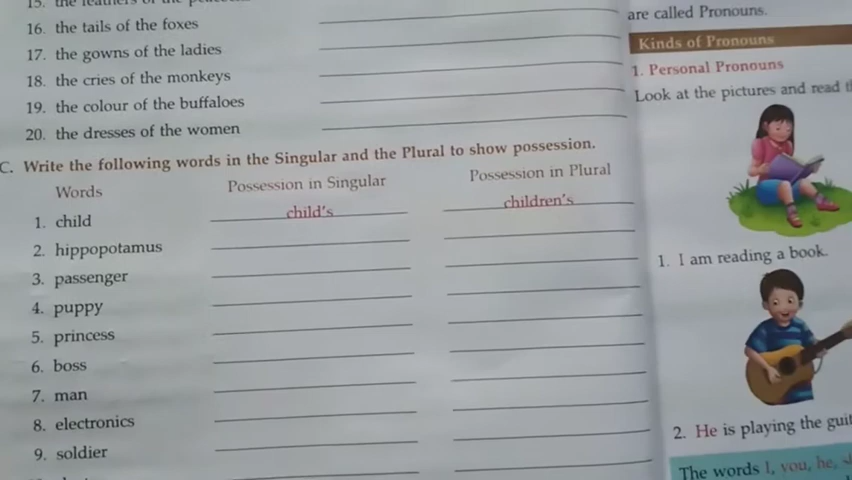 15. the feathers of the
16. the tails of the foxes
17. the gowns of the ladies
18. the cries of the monkeys
19. the colour of the buffaloes
20. the dresses of the women
C. Write the following words in the Singular and the Plural to show possession.
Words Possession in Singular Possession in Plural
1. child child's children's
2. hippopotamus
3. passenger
4. puppy
5. princess
6. boss
7. man
8. electronics
9. soldier
are called Pronouns.
Kinds of Pronouns
1. Personal Pronouns
Look at the pictures and read
1. I am reading a book.
2. He is playing the
The words I, you, he,